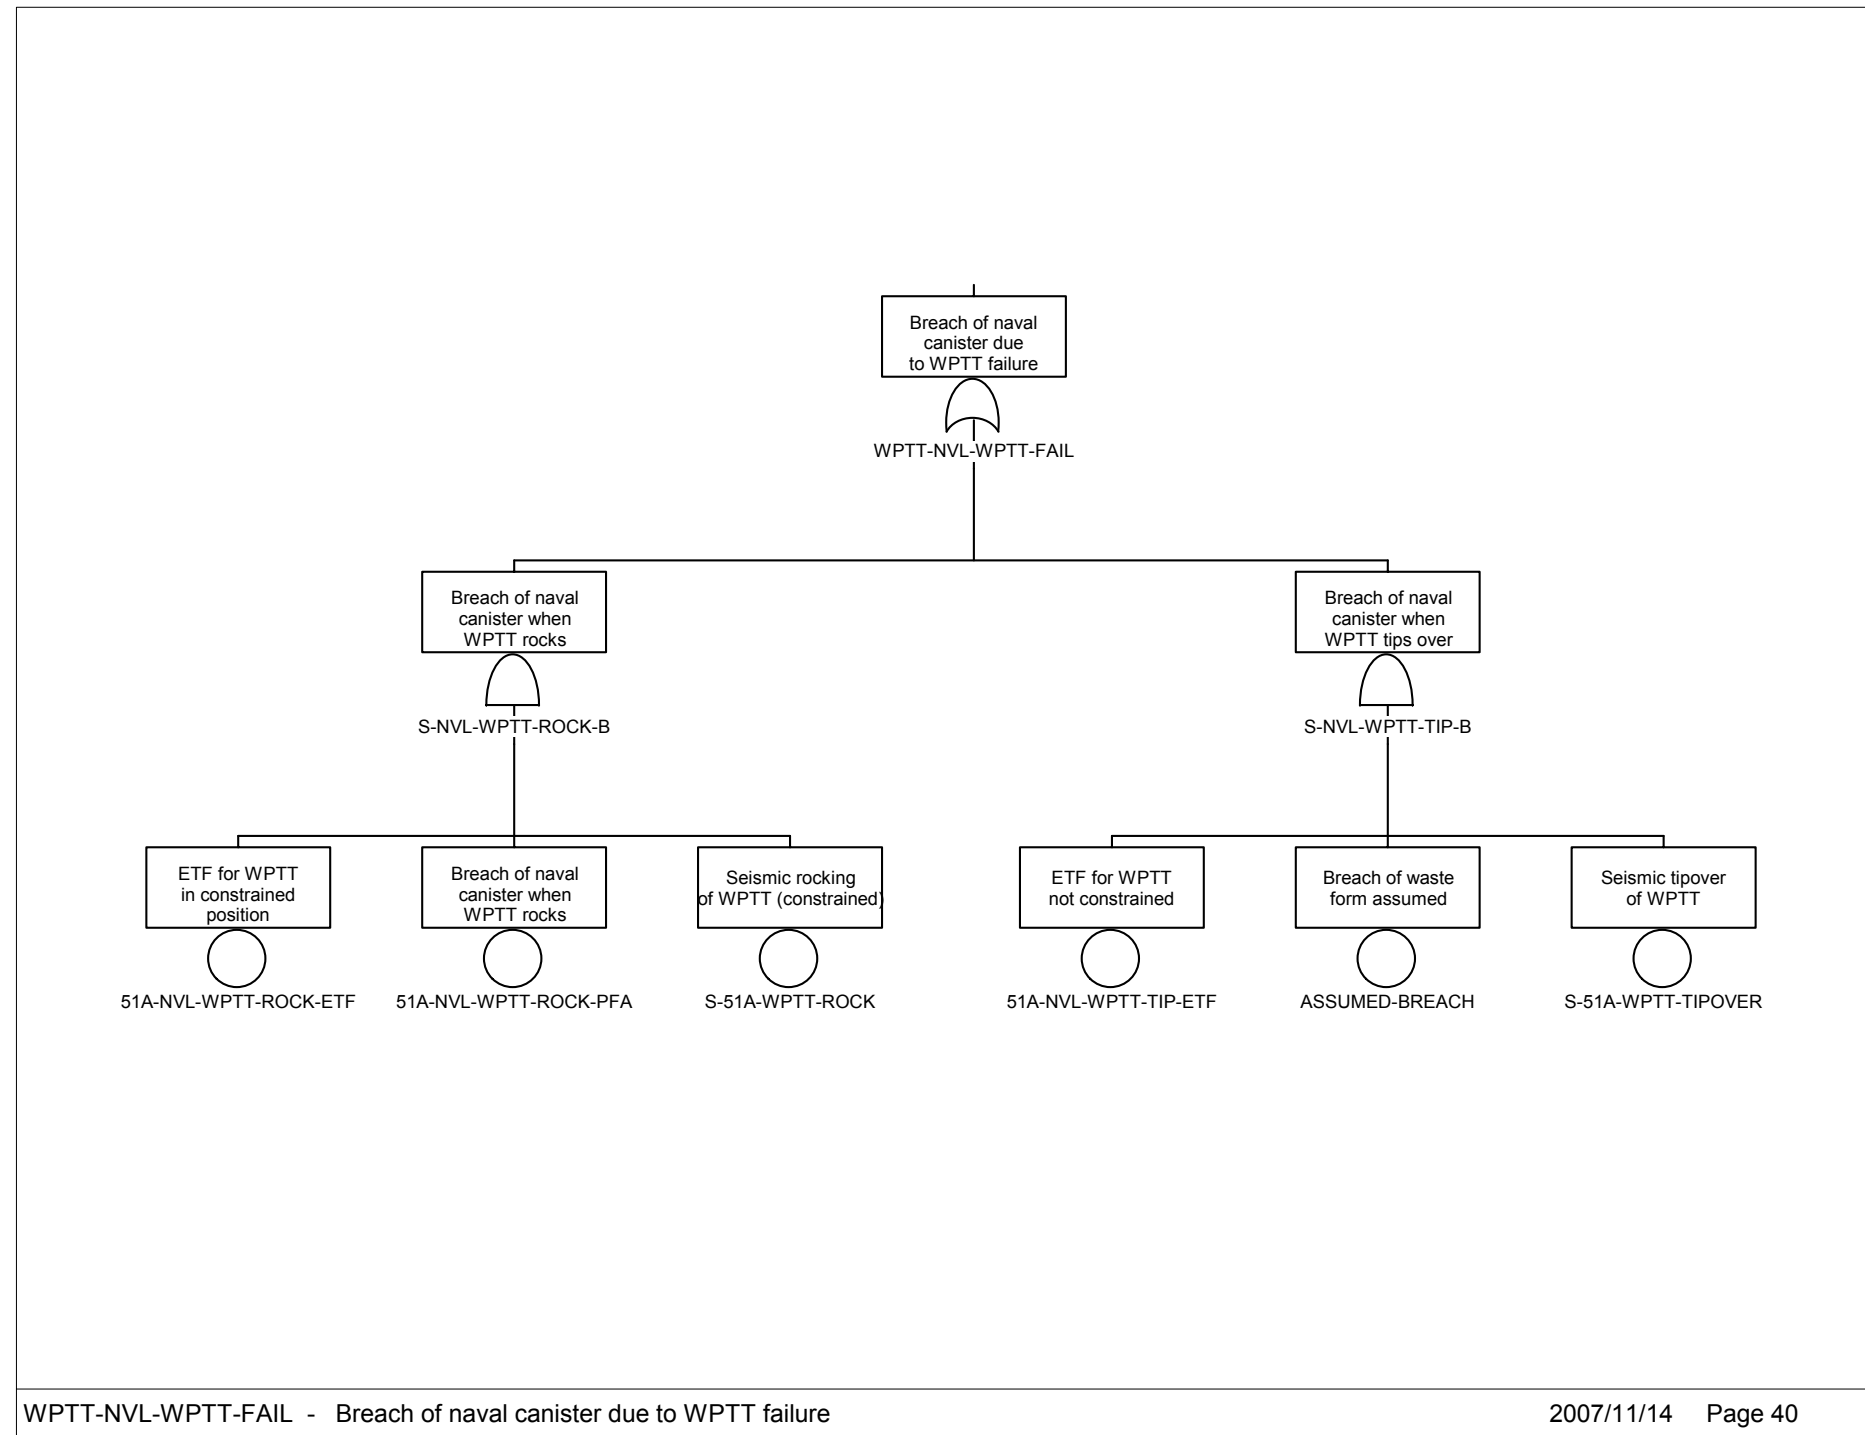 Breach of naval
canister due
to WPTT failure
WPTT-NVL-WPTT-FAIL
Breach of naval
canister when
WPTT rocks
S-NVL-WPTT-ROCK-B
Breach of naval
canister when
WPTT tips over
S-NVL-WPTT-TIP-B
ETF for WPTT
in constrained
position
51A-NVL-WPTT-ROCK-ETF
Breach of naval
canister when
WPTT rocks
51A-NVL-WPTT-ROCK-PFA
Seismic rocking
of WPTT (constrained)
S-51A-WPTT-ROCK
ETF for WPTT
not constrained
51A-NVL-WPTT-TIP-ETF
Breach of waste
form assumed
ASSUMED-BREACH
Seismic tipover
of WPTT
S-51A-WPTT-TIPOVER
WPTT-NVL-WPTT-FAIL - Breach of naval canister due to WPTT failure 2007/11/14 Page 40